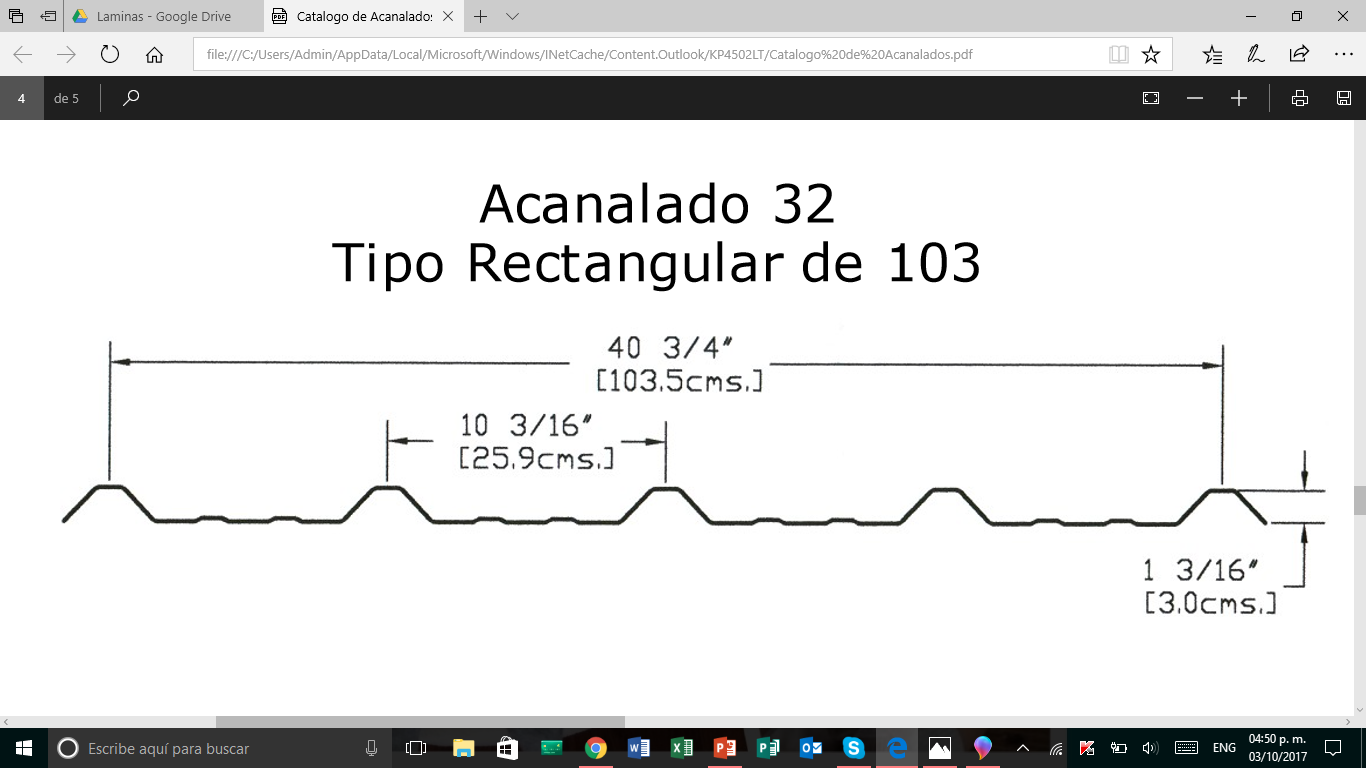 Laminas - Google Drive
Catalogo de Acanalados
file:///C:/Users/Admin/AppData/Local/Microsoft/Windows/INetCache/Content.Outlook/KP4502LT/Catalogo%20de%20Acanalados.pdf
4 de 5
Acanalado 32
Tipo Rectangular de 103
40 3/4"
[103.5cms.]
10 3/16"
[25.9cms.]
1 3/16"
[3.0cms.]
Escribe aquí para buscar
ENG
04:50 p. m.
03/10/2017